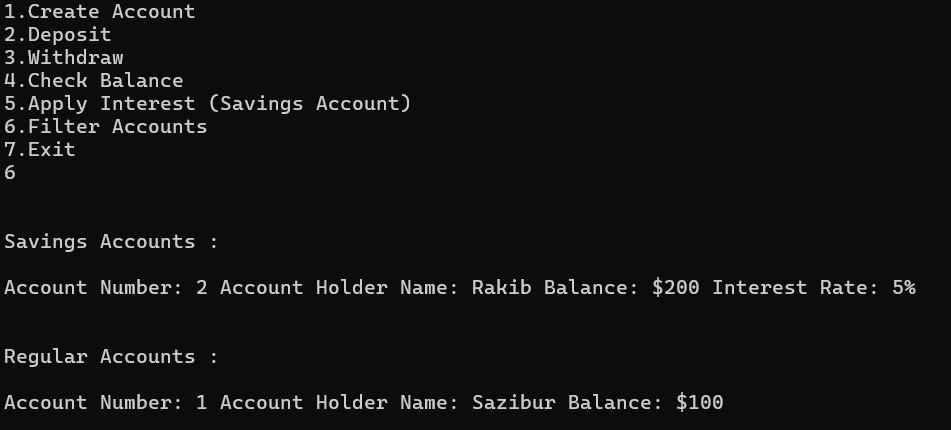 1.Create Account
2.Deposit
3.Withdraw
4.Check Balance
5.Apply Interest (Savings Account)
6.Filter Accounts
7.Exit
6
Savings Accounts :
Account Number: 2 Account Holder Name: Rakib Balance: $200 Interest Rate: 5%
Regular Accounts :
Account Number: 1 Account Holder Name: Sazibur Balance: $100